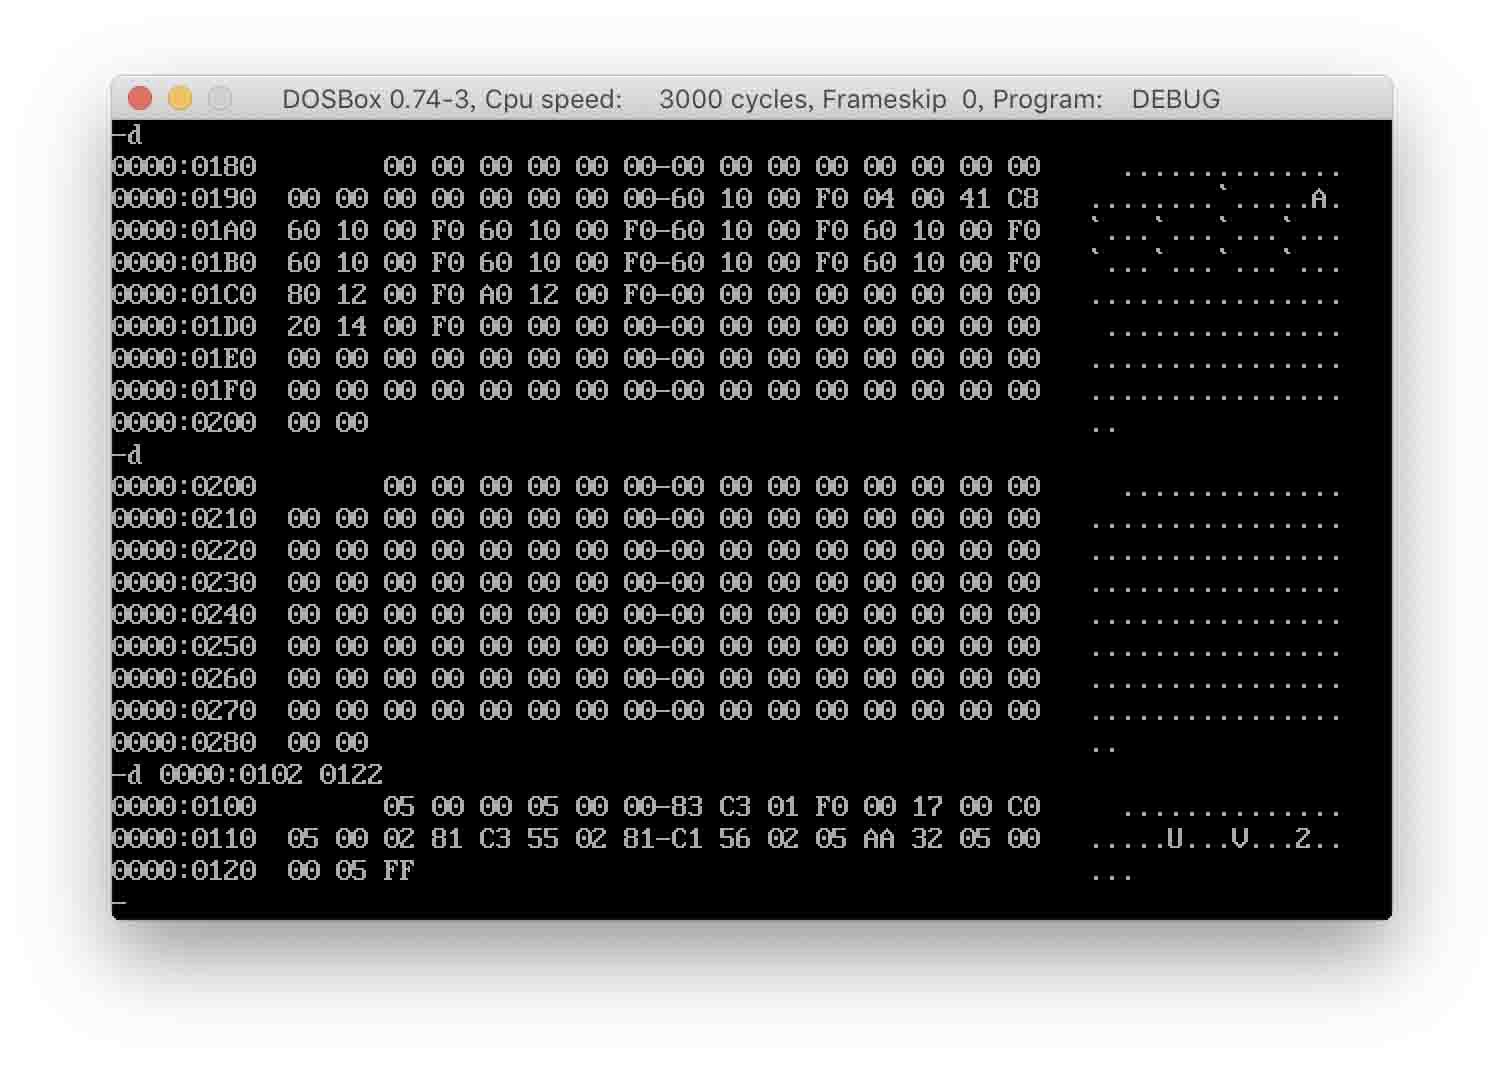 DOSBox 0.74-3, Cpu speed:    3000 cycles, Frameskip  0, Program:   DEBUG
-d
0000:0180        00 00 00 00 00 00-00 00 00 00 00 00 00 00     ..............
0000:0190  00 00 00 00 00 00 00 00-60 10 00 F0 04 00 41 C8   ........`.....A.
0000:01A0  60 10 00 F0 60 10 00 F0-60 10 00 F0 60 10 00 F0   `...`...`...`...
0000:01B0  60 10 00 F0 60 10 00 F0-60 10 00 F0 60 10 00 F0   `...`...`...`...
0000:01C0  80 12 00 F0 A0 12 00 F0-00 00 00 00 00 00 00 00   ................
0000:01D0  20 14 00 F0 00 00 00 00-00 00 00 00 00 00 00 00    ...............
0000:01E0  00 00 00 00 00 00 00 00-00 00 00 00 00 00 00 00   ................
0000:01F0  00 00 00 00 00 00 00 00-00 00 00 00 00 00 00 00   ................
0000:0200  00 00                                             ..
-d
0000:0200        00 00 00 00 00 00-00 00 00 00 00 00 00 00     ..............
0000:0210  00 00 00 00 00 00 00 00-00 00 00 00 00 00 00 00   ................
0000:0220  00 00 00 00 00 00 00 00-00 00 00 00 00 00 00 00   ................
0000:0230  00 00 00 00 00 00 00 00-00 00 00 00 00 00 00 00   ................
0000:0240  00 00 00 00 00 00 00 00-00 00 00 00 00 00 00 00   ................
0000:0250  00 00 00 00 00 00 00 00-00 00 00 00 00 00 00 00   ................
0000:0260  00 00 00 00 00 00 00 00-00 00 00 00 00 00 00 00   ................
0000:0270  00 00 00 00 00 00 00 00-00 00 00 00 00 00 00 00   ................
0000:0280  00 00                                             ..
-d 0000:0102 0122
0000:0100        05 00 00 05 00 00-83 C3 01 F0 00 17 00 C0     ..............
0000:0110  05 00 02 81 C3 55 02 81-C1 56 02 05 AA 32 05 00   .....U...V...2..
0000:0120  00 05 FF                                          ...
-